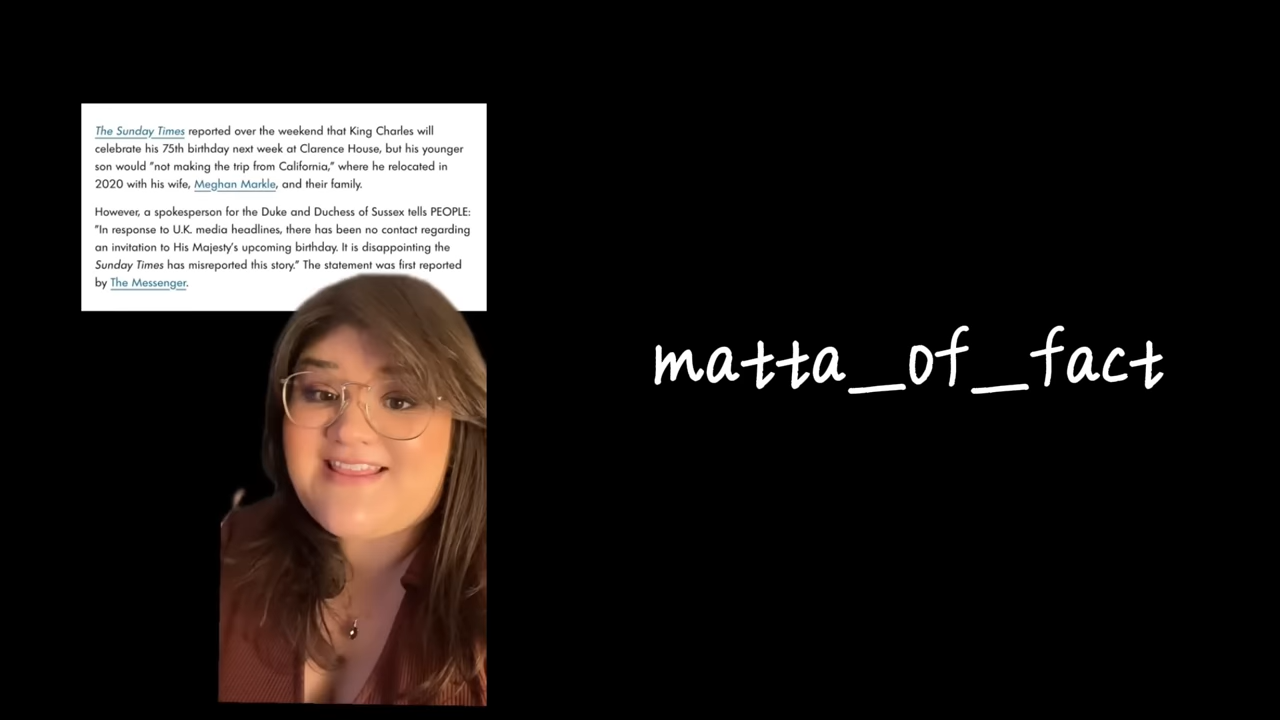 The Sunday Times reported over the weekend that King Charles will
celebrate his 75th birthday next week at Clarence House, but his younger
son would "not making the trip from California," where he relocated in
2020 with his wife, Meghan Markle, and their family.
However, a spokesperson for the Duke and Duchess of Sussex tells PEOPLE:
"In response to U.K. media headlines, there has been no contact regarding
an invitation to His Majesty's upcoming birthday. It is disappointing the
Sunday Times has misreported this story." The statement was first reported
by The Messenger.
matta_of_fact